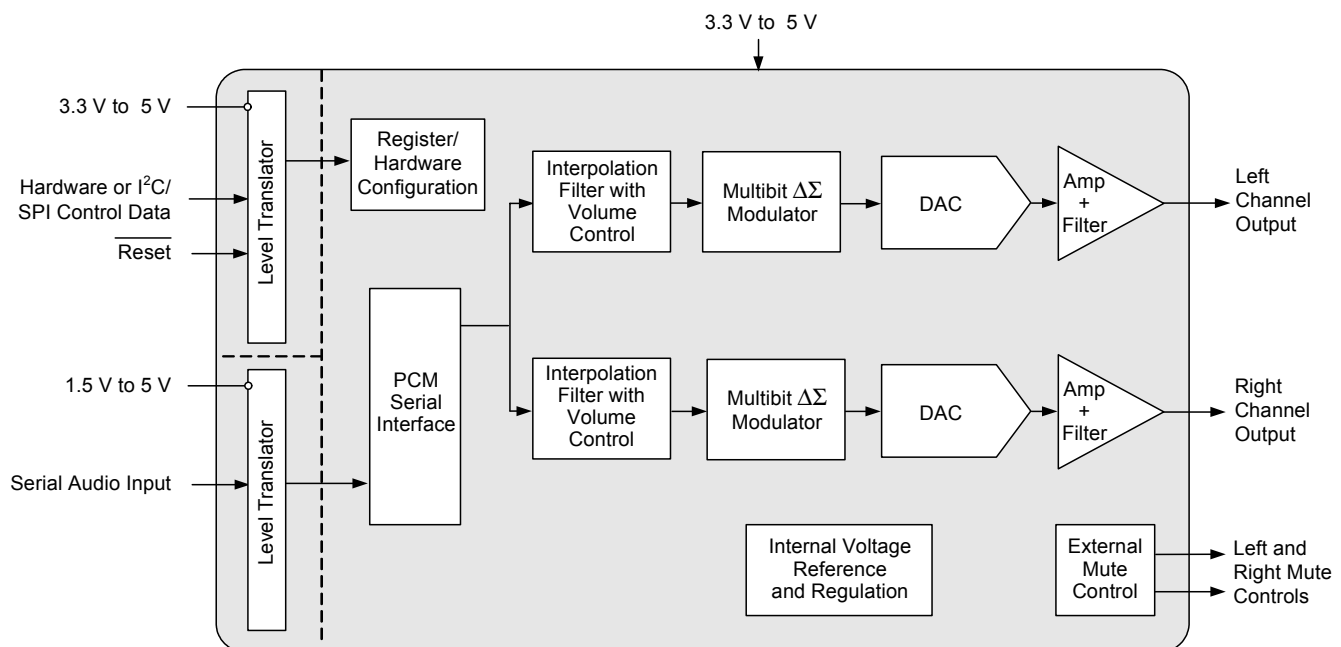 3.3 V to 5 V
3.3 V to 5 V
Hardware or I²C/
SPI Control Data
Reset
Level Translator
Register/
Hardware
Configuration
Interpolation
Filter with
Volume
Control
Multibit ΔΣ
Modulator
DAC
Amp
+
Filter
Left
Channel
Output
1.5 V to 5 V
Serial Audio Input
Level Translator
PCM
Serial
Interface
Interpolation
Filter with
Volume
Control
Multibit ΔΣ
Modulator
DAC
Amp
+
Filter
Right
Channel
Output
Internal Voltage
Reference
and Regulation
External
Mute
Control
Left and
Right Mute
Controls